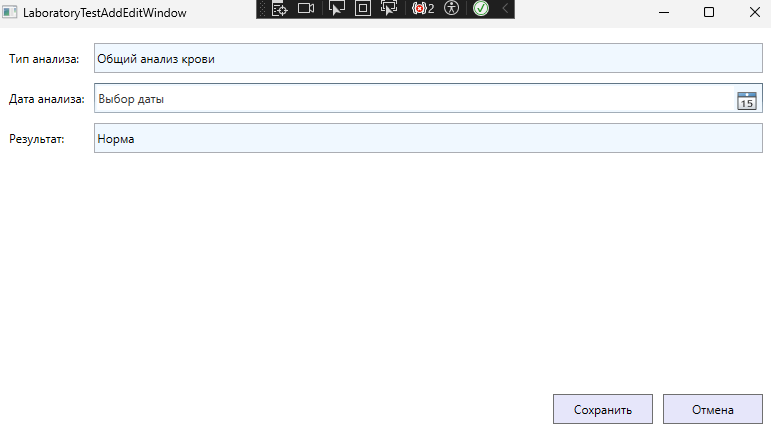 LaboratoryTestAddEditWindow
2
Тип анализа:
Общий анализ крови
Дата анализа:
Выбор даты
15
Результат:
Норма
Сохранить
Отмена